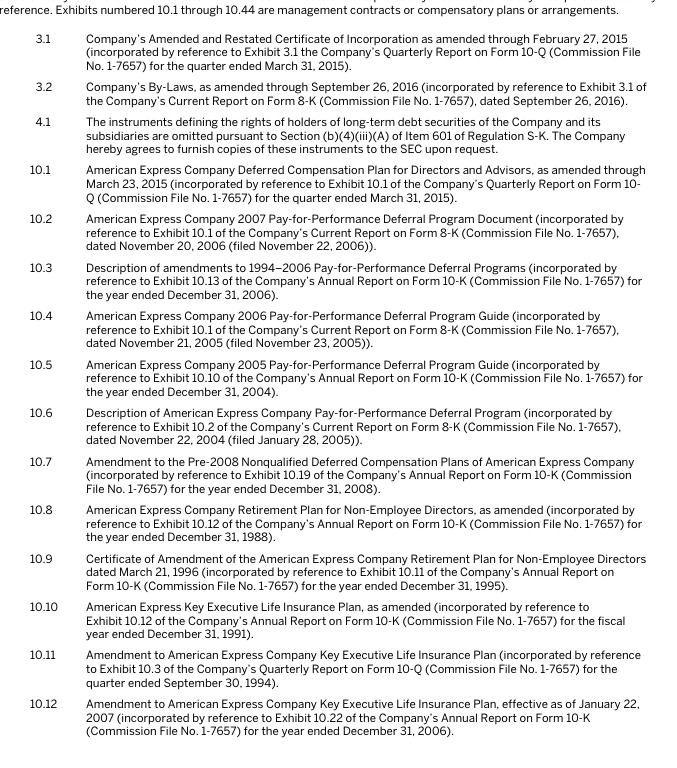 reference. Exhibits numbered 10.1 through 10.44 are management contracts or compensatory plans or arrangements.
3.1 Company's Amended and Restated Certificate of Incorporation as amended through February 27, 2015
(incorporated by reference to Exhibit 3.1 the Company's Quarterly Report on Form 10-Q (Commission File
No. 1-7657) for the quarter ended March 31, 2015).
3.2 Company's By-Laws, as amended through September 26, 2016 (incorporated by reference to Exhibit 3.1 of
the Company's Current Report on Form 8-K (Commission File No. 1-7657), dated September 26, 2016).
4.1 The instruments defining the rights of holders of long-term debt securities of the Company and its
subsidiaries are omitted pursuant to Section (b)(4)(iii)(A) of Item 601 of Regulation S-K. The Company
hereby agrees to furnish copies of these instruments to the SEC upon request.
10.1 American Express Company Deferred Compensation Plan for Directors and Advisors, as amended through
March 23, 2015 (incorporated by reference to Exhibit 10.1 of the Company's Quarterly Report on Form 10-
Q (Commission File No. 1-7657) for the quarter ended March 31, 2015).
10.2 American Express Company 2007 Pay-for-Performance Deferral Program Document (incorporated by
reference to Exhibit 10.1 of the Company's Current Report on Form 8-K (Commission File No. 1-7657),
dated November 20, 2006 (filed November 22, 2006)).
10.3 Description of amendments to 1994–2006 Pay-for-Performance Deferral Programs (incorporated by
reference to Exhibit 10.13 of the Company's Annual Report on Form 10-K (Commission File No. 1-7657) for
the year ended December 31, 2006).
10.4 American Express Company 2006 Pay-for-Performance Deferral Program Guide (incorporated by
reference to Exhibit 10.1 of the Company's Current Report on Form 8-K (Commission File No. 1-7657),
dated November 21, 2005 (filed November 23, 2005)).
10.5 American Express Company 2005 Pay-for-Performance Deferral Program Guide (incorporated by
reference to Exhibit 10.10 of the Company's Annual Report on Form 10-K (Commission File No. 1-7657) for
the year ended December 31, 2004).
10.6 Description of American Express Company Pay-for-Performance Deferral Program (incorporated by
reference to Exhibit 10.2 of the Company's Current Report on Form 8-K (Commission File No. 1-7657),
dated November 22, 2004 (filed January 28, 2005)).
10.7 Amendment to the Pre-2008 Nonqualified Deferred Compensation Plans of American Express Company
(incorporated by reference to Exhibit 10.19 of the Company's Annual Report on Form 10-K (Commission
File No. 1-7657) for the year ended December 31, 2008).
10.8 American Express Company Retirement Plan for Non-Employee Directors, as amended (incorporated by
reference to Exhibit 10.12 of the Company's Annual Report on Form 10-K (Commission File No. 1-7657) for
the year ended December 31, 1988).
10.9 Certificate of Amendment of the American Express Company Retirement Plan for Non-Employee Directors
dated March 21, 1996 (incorporated by reference to Exhibit 10.11 of the Company's Annual Report on
Form 10-K (Commission File No. 1-7657) for the year ended December 31, 1995).
10.10 American Express Key Executive Life Insurance Plan, as amended (incorporated by reference to
Exhibit 10.12 of the Company's Annual Report on Form 10-K (Commission File No. 1-7657) for the fiscal
year ended December 31, 1991).
10.11 Amendment to American Express Company Key Executive Life Insurance Plan (incorporated by reference
to Exhibit 10.3 of the Company's Quarterly Report on Form 10-Q (Commission File No. 1-7657) for the
quarter ended September 30, 1994).
10.12 Amendment to American Express Company Key Executive Life Insurance Plan, effective as of January 22,
2007 (incorporated by reference to Exhibit 10.22 of the Company's Annual Report on Form 10-K
(Commission File No. 1-7657) for the year ended December 31, 2006).